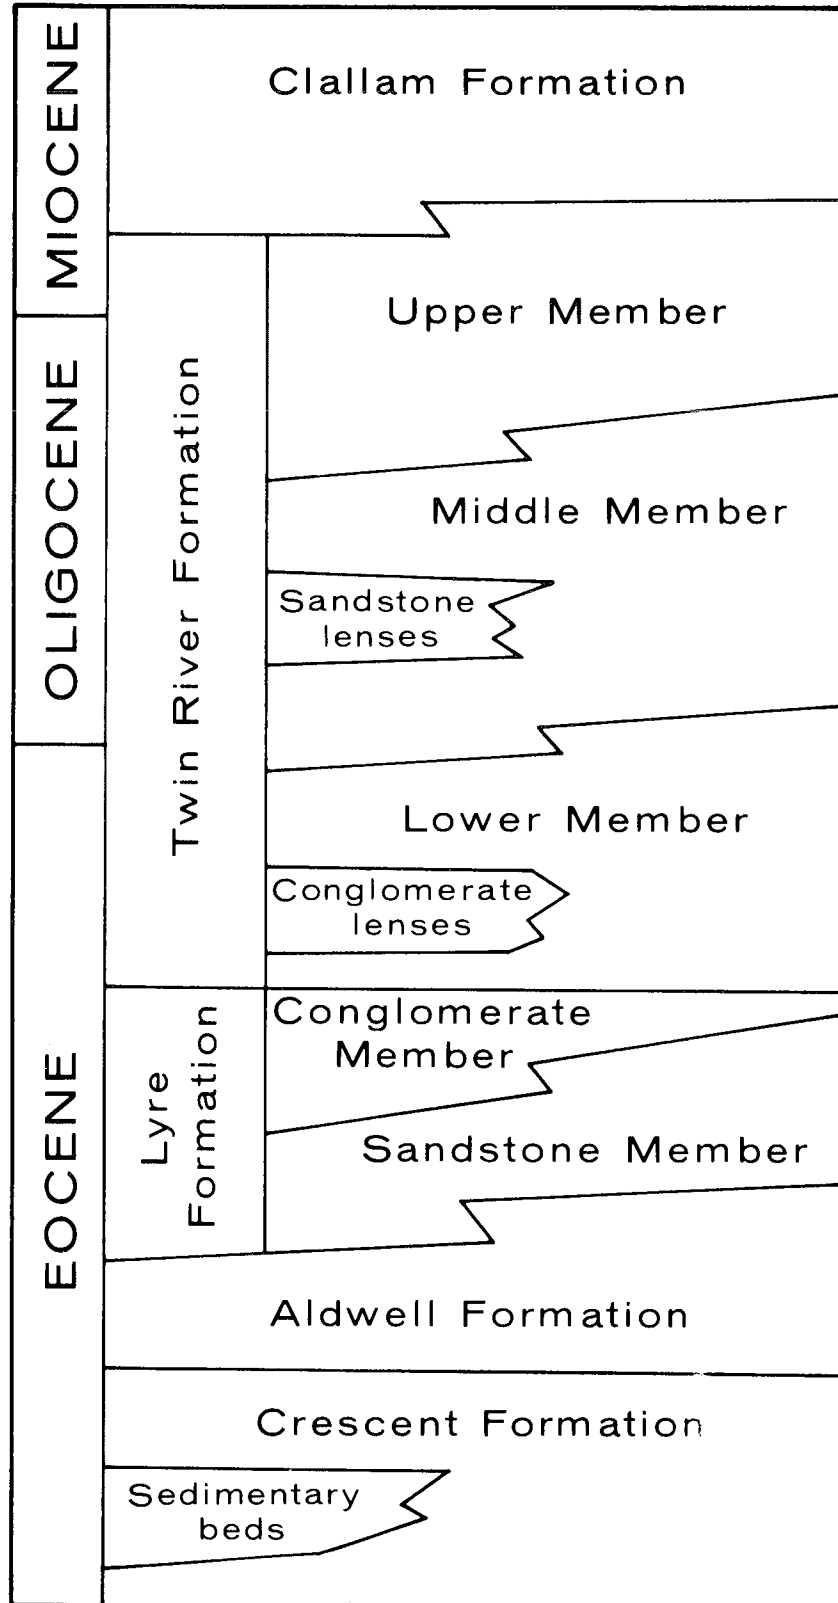 MIOCENE
Clallam Formation
Upper Member
OLIGOCENE
Twin River Formation
Middle Member
Sandstone
lenses
Lower Member
Conglomerate
lenses
EOCENE
Lyre
Formation
Conglomerate
Member
Sandstone Member
Aldwell Formation
Crescent Formation
Sedimentary
beds